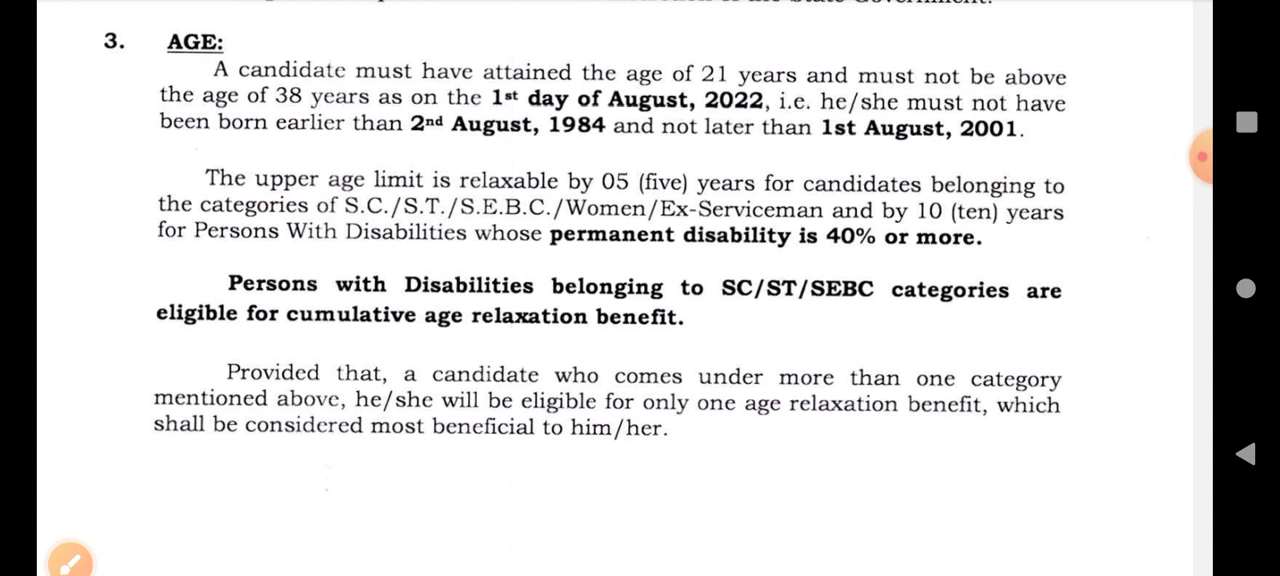 3. AGE:
A candidate must have attained the age of 21 years and must not be above
the age of 38 years as on the 1st day of August, 2022, i.e. he/she must not have
been born earlier than 2nd August, 1984 and not later than 1st August, 2001.
The upper age limit is relaxable by 05 (five) years for candidates belonging to
the categories of S.C./S.T./S.E.B.C./Women/Ex-Serviceman and by 10 (ten) years
for Persons With Disabilities whose permanent disability is 40% or more.
Persons with Disabilities belonging to SC/ST/SEBC categories are
eligible for cumulative age relaxation benefit.
Provided that, a candidate who comes under more than one category
mentioned above, he/she will be eligible for only one age relaxation benefit, which
shall be considered most beneficial to him/her.